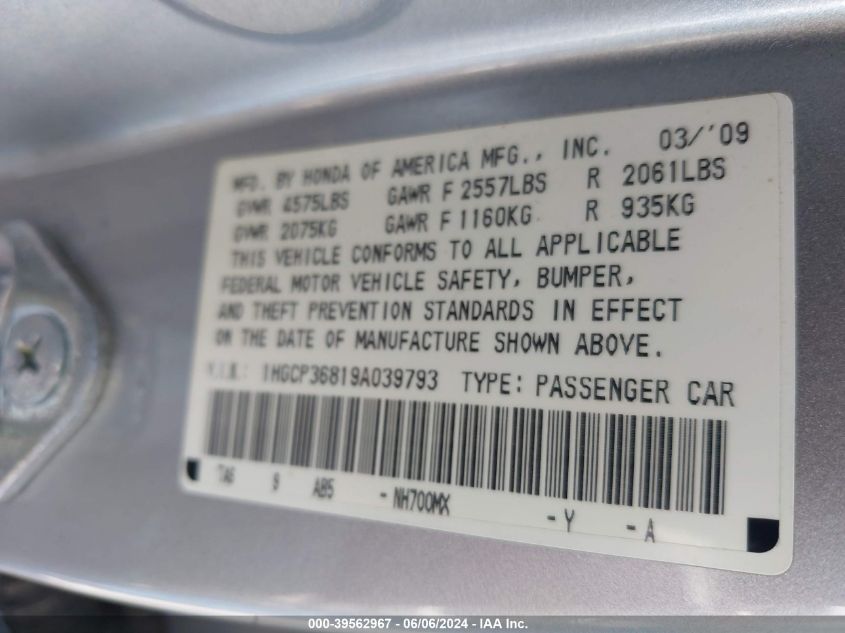 MFD. BY HONDA OF AMERICA MFG., INC. 03/'09
GVWR 4575LBS GAWR F 2557LBS R 2061LBS
GVWR 2075KG GAWR F 1160KG R 935KG
THIS VEHICLE CONFORMS TO ALL APPLICABLE
FEDERAL MOTOR VEHICLE SAFETY, BUMPER,
AND THEFT PREVENTION STANDARDS IN EFFECT
ON THE DATE OF MANUFACTURE SHOWN ABOVE.
V.I.N.: 1HGCP36819A039793 TYPE: PASSENGER CAR
TA6 9 AB5 - NH700MX - Y - A
000-39562967 / 06/06/2024 - IAA Inc.